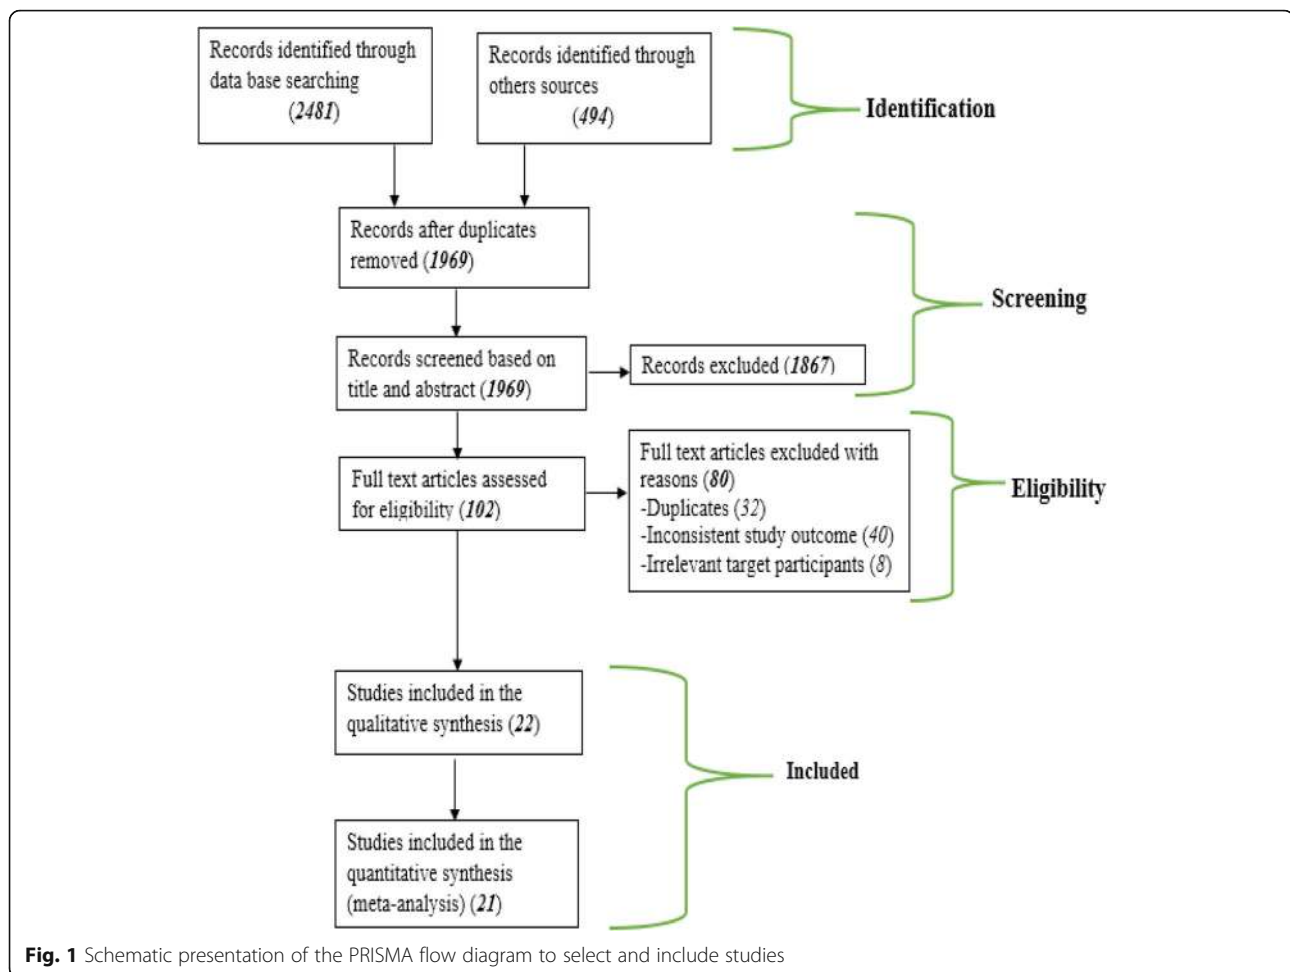 Records identified through
data base searching
(2481)
Records identified through
others sources
(494)
Identification
Records after duplicates
removed (1969)
Screening
Records screened based on
title and abstract (1969)
Records excluded (1867)
Full text articles assessed
for eligibility (102)
Full text articles excluded with
reasons (80)
-Duplicates (32)
-Inconsistent study outcome (40)
-Irrelevant target participants (8)
Eligibility
Studies included in the
qualitative synthesis (22)
Included
Studies included in the
quantitative synthesis
(meta-analysis) (21)
Fig. 1 Schematic presentation of the PRISMA flow diagram to select and include studies